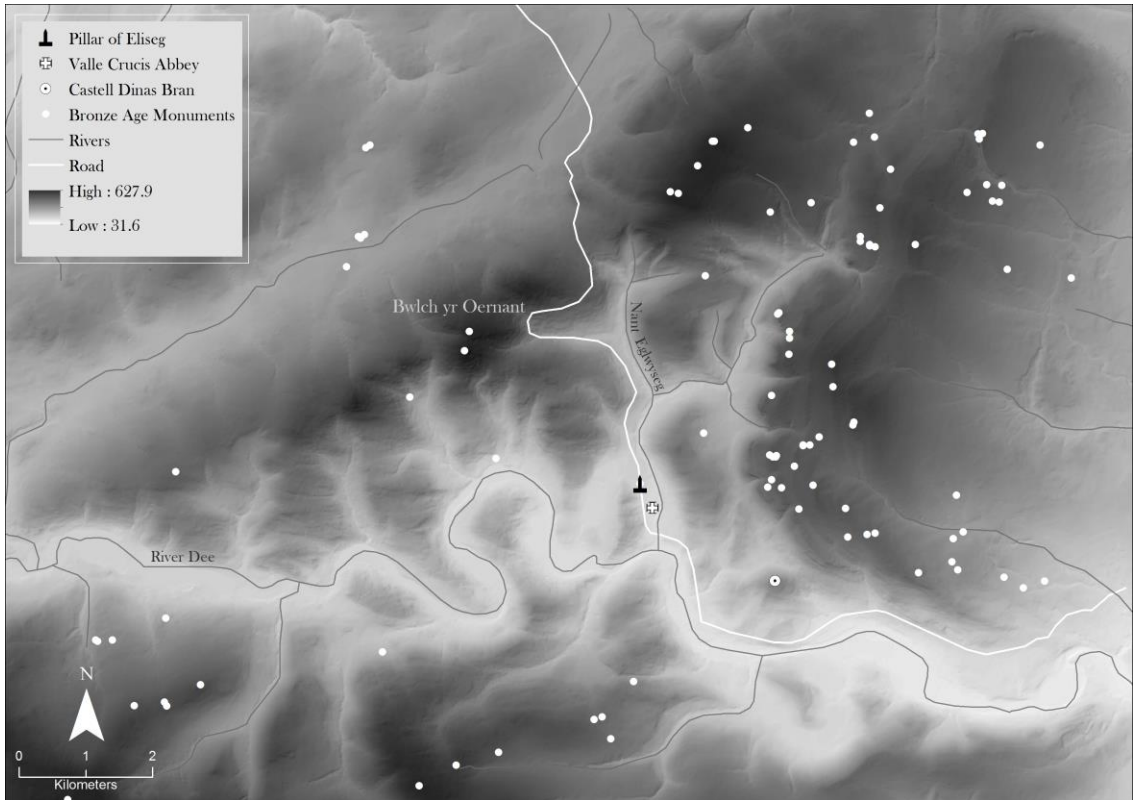 Pillar of Eliseg
Valle Crucis Abbey
Castell Dinas Bran
Bronze Age Monuments
Rivers
Road
High : 627.9
Low : 31.6
Bwlch yr Oernant
Nant Eglwyseg
River Dee
N
0 1 2
Kilometers